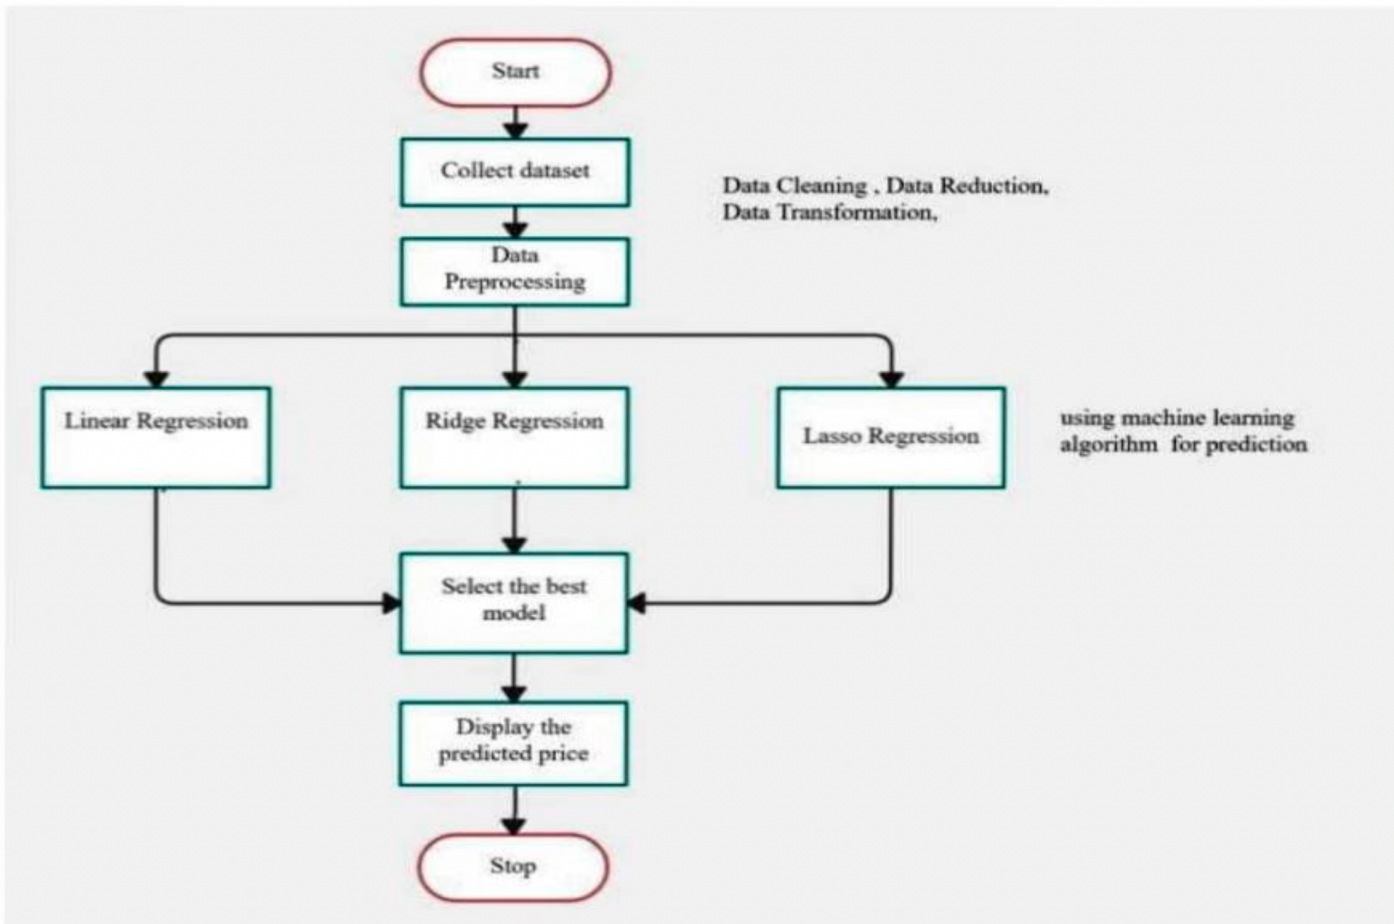 Start
Collect dataset
Data Cleaning , Data Reduction,
Data Transformation,
Data
Preprocessing
Linear Regression
Ridge Regression
Lasso Regression
using machine learning
algorithm for prediction
Select the best
model
Display the
predicted price
Stop